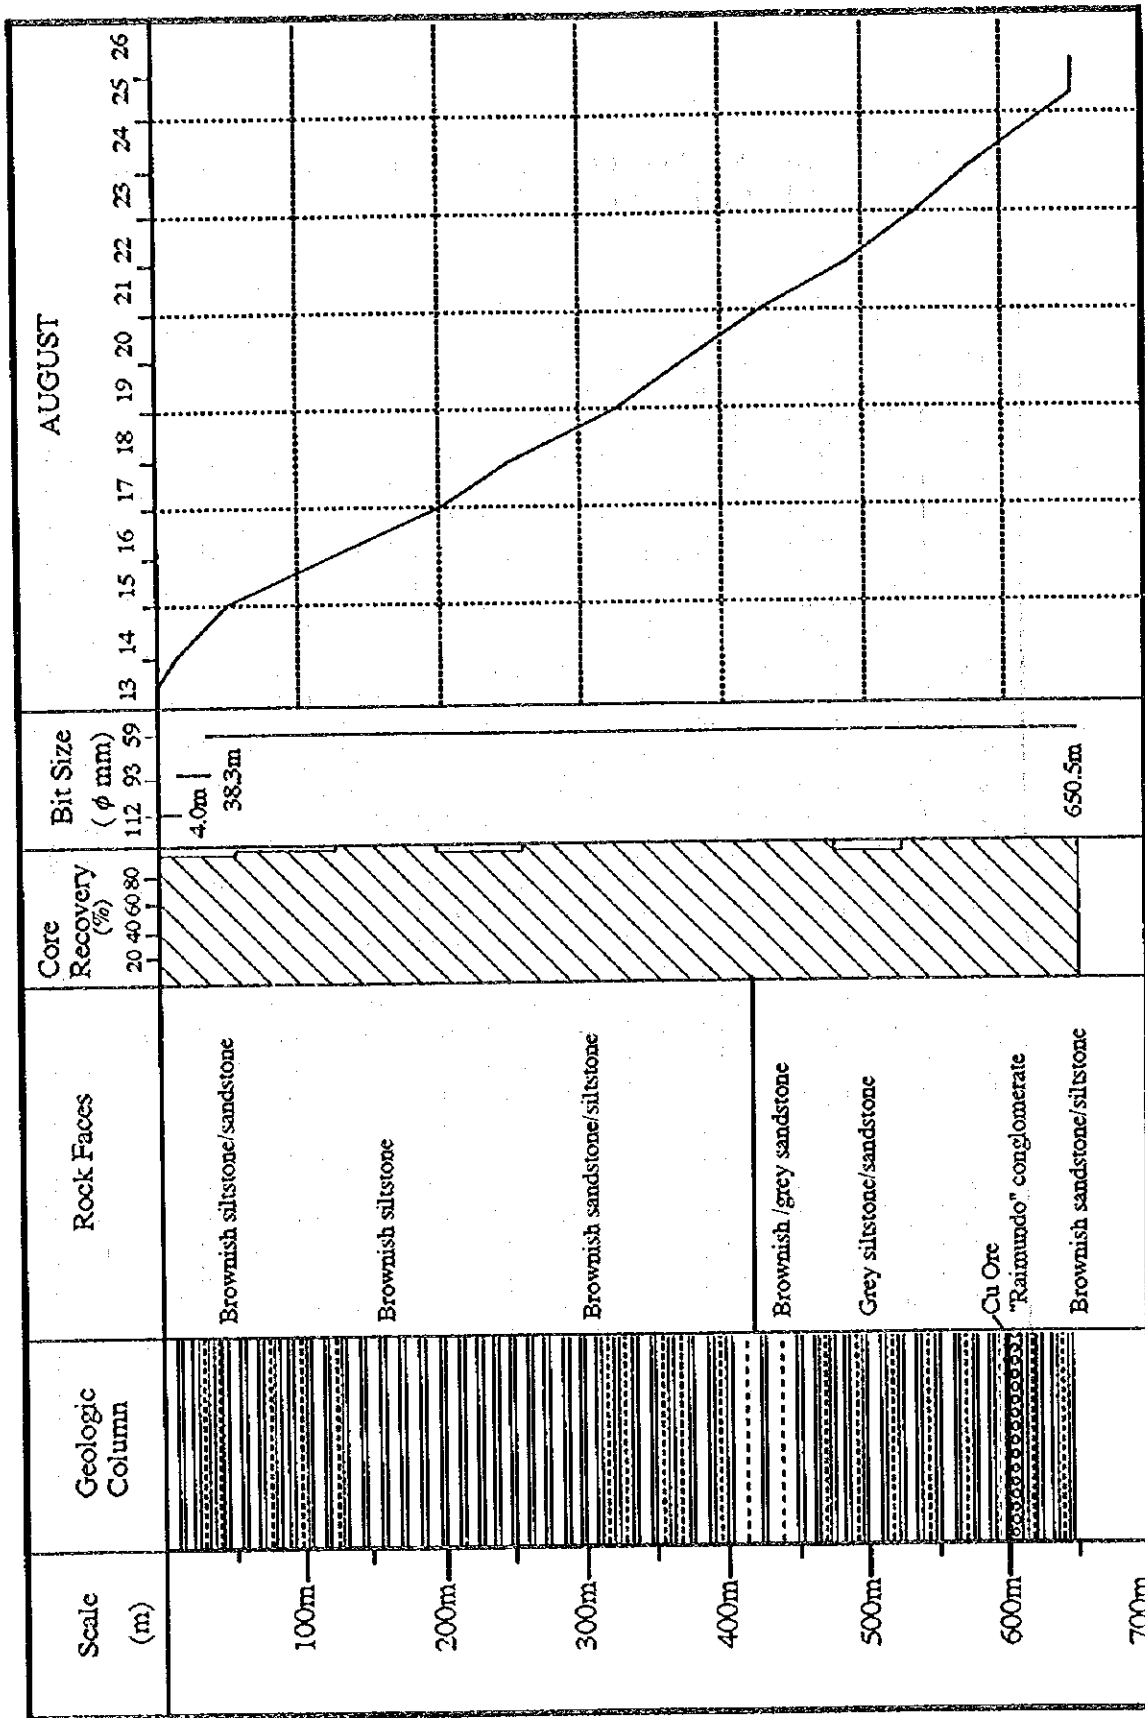 Scale
(m)
Geologic
Column
Rock Faces
Core
Recovery
(%)
20 40 60 80
Bit Size
( ϕ mm)
112 93 59
AUGUST
13 14 15 16 17 18 19 20 21 22 23 24 25 26
100m
200m
300m
400m
500m
600m
700m
Brownish siltstone/sandstone
Brownish siltstone
Brownish sandstone/siltstone
Brownish /grey sandstone
Grey siltstone/sandstone
Cu Ore
"Raimundo" conglomerate
Brownish sandstone/siltstone
4.0m
38.3m
650.5m